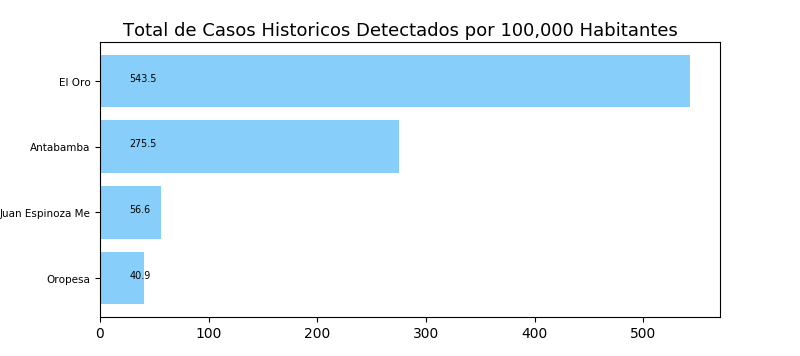 Total de Casos Historicos Detectados por 100,000 Habitantes
El Oro 543.5
Antabamba 275.5
Juan Espinoza Me 56.6
Oropesa 40.9
0 100 200 300 400 500